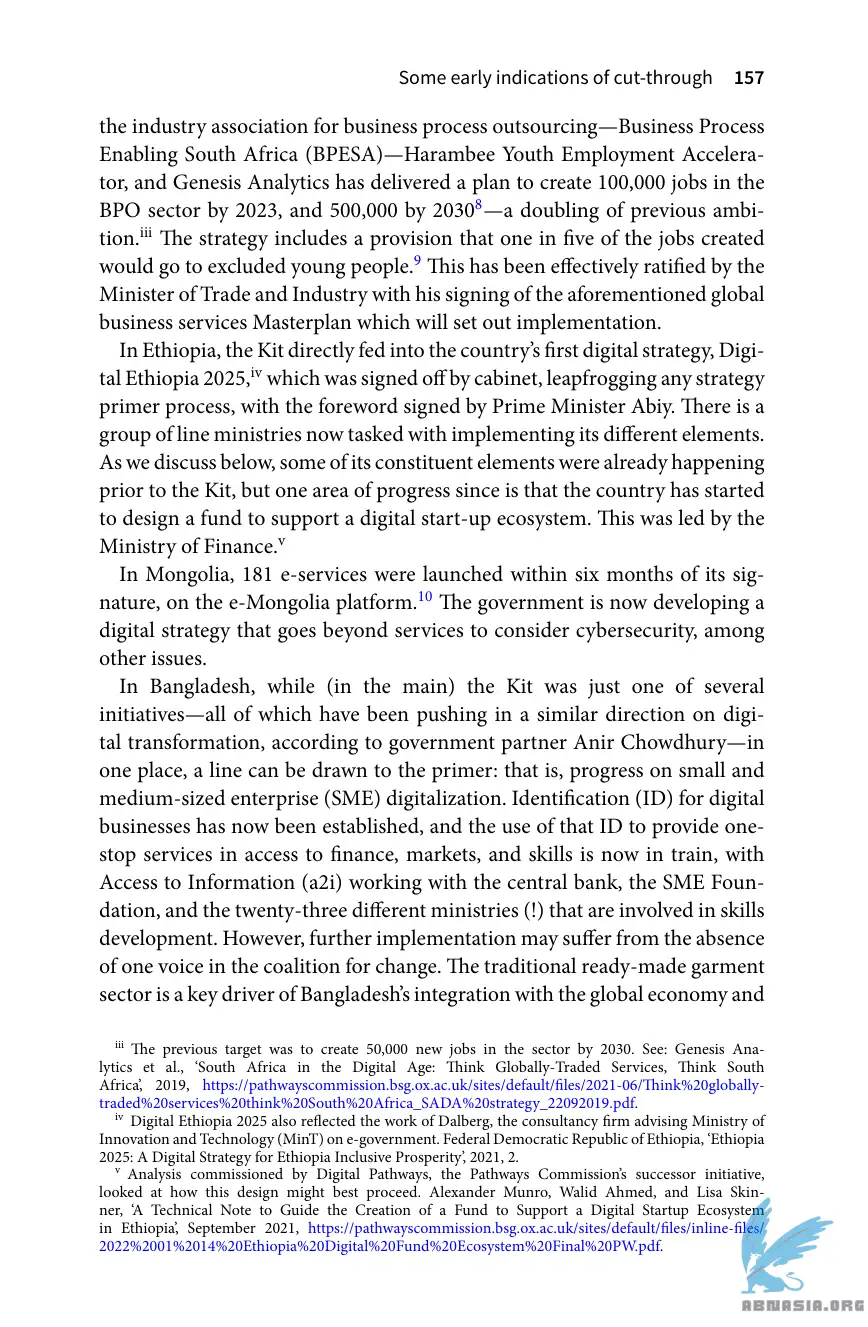 Some early indications of cut-through 157
the industry association for business process outsourcing—Business Process
Enabling South Africa (BPESA)—Harambee Youth Employment Accelera-
tor, and Genesis Analytics has delivered a plan to create 100,000 jobs in the
BPO sector by 2023, and 500,000 by 2030⁸—a doubling of previous ambi-
tion.ⁱⁱⁱ The strategy includes a provision that one in five of the jobs created
would go to excluded young people.⁹ This has been effectively ratified by the
Minister of Trade and Industry with his signing of the aforementioned global
business services Masterplan which will set out implementation.
In Ethiopia, the Kit directly fed into the country’s first digital strategy, Digi-
tal Ethiopia 2025,ⁱᵛ which was signed off by cabinet, leapfrogging any strategy
primer process, with the foreword signed by Prime Minister Abiy. There is a
group of line ministries now tasked with implementing its different elements.
As we discuss below, some of its constituent elements were already happening
prior to the Kit, but one area of progress since is that the country has started
to design a fund to support a digital start-up ecosystem. This was led by the
Ministry of Finance.ᵛ
In Mongolia, 181 e-services were launched within six months of its sig-
nature, on the e-Mongolia platform.¹⁰ The government is now developing a
digital strategy that goes beyond services to consider cybersecurity, among
other issues.
In Bangladesh, while (in the main) the Kit was just one of several
initiatives—all of which have been pushing in a similar direction on digi-
tal transformation, according to government partner Anir Chowdhury—in
one place, a line can be drawn to the primer: that is, progress on small and
medium-sized enterprise (SME) digitalization. Identification (ID) for digital
businesses has now been established, and the use of that ID to provide one-
stop services in access to finance, markets, and skills is now in train, with
Access to Information (a2i) working with the central bank, the SME Foun-
dation, and the twenty-three different ministries (!) that are involved in skills
development. However, further implementation may suffer from the absence
of one voice in the coalition for change. The traditional ready-made garment
sector is a key driver of Bangladesh’s integration with the global economy and
ⁱⁱⁱ The previous target was to create 50,000 new jobs in the sector by 2030. See: Genesis Ana-
lytics et al., ‘South Africa in the Digital Age: Think Globally-Traded Services, Think South
Africa’, 2019, https://pathwayscommission.bsg.ox.ac.uk/sites/default/files/2021-06/Think%20globally-
traded%20services%20think%20South%20Africa_SADA%20strategy_22092019.pdf.
ⁱᵛ Digital Ethiopia 2025 also reflected the work of Dalberg, the consultancy firm advising Ministry of
Innovation and Technology (MinT) on e-government. Federal Democratic Republic of Ethiopia, ‘Ethiopia
2025: A Digital Strategy for Ethiopia Inclusive Prosperity’, 2021, 2.
ᵛ Analysis commissioned by Digital Pathways, the Pathways Commission’s successor initiative,
looked at how this design might best proceed. Alexander Munro, Walid Ahmed, and Lisa Skin-
ner, ‘A Technical Note to Guide the Creation of a Fund to Support a Digital Startup Ecosystem
in Ethiopia’, September 2021, https://pathwayscommission.bsg.ox.ac.uk/sites/default/files/inline-files/
2022%2001%2014%20Ethiopia%20Digital%20Fund%20Ecosystem%20Final%20PW.pdf.
ABNASIA.ORG